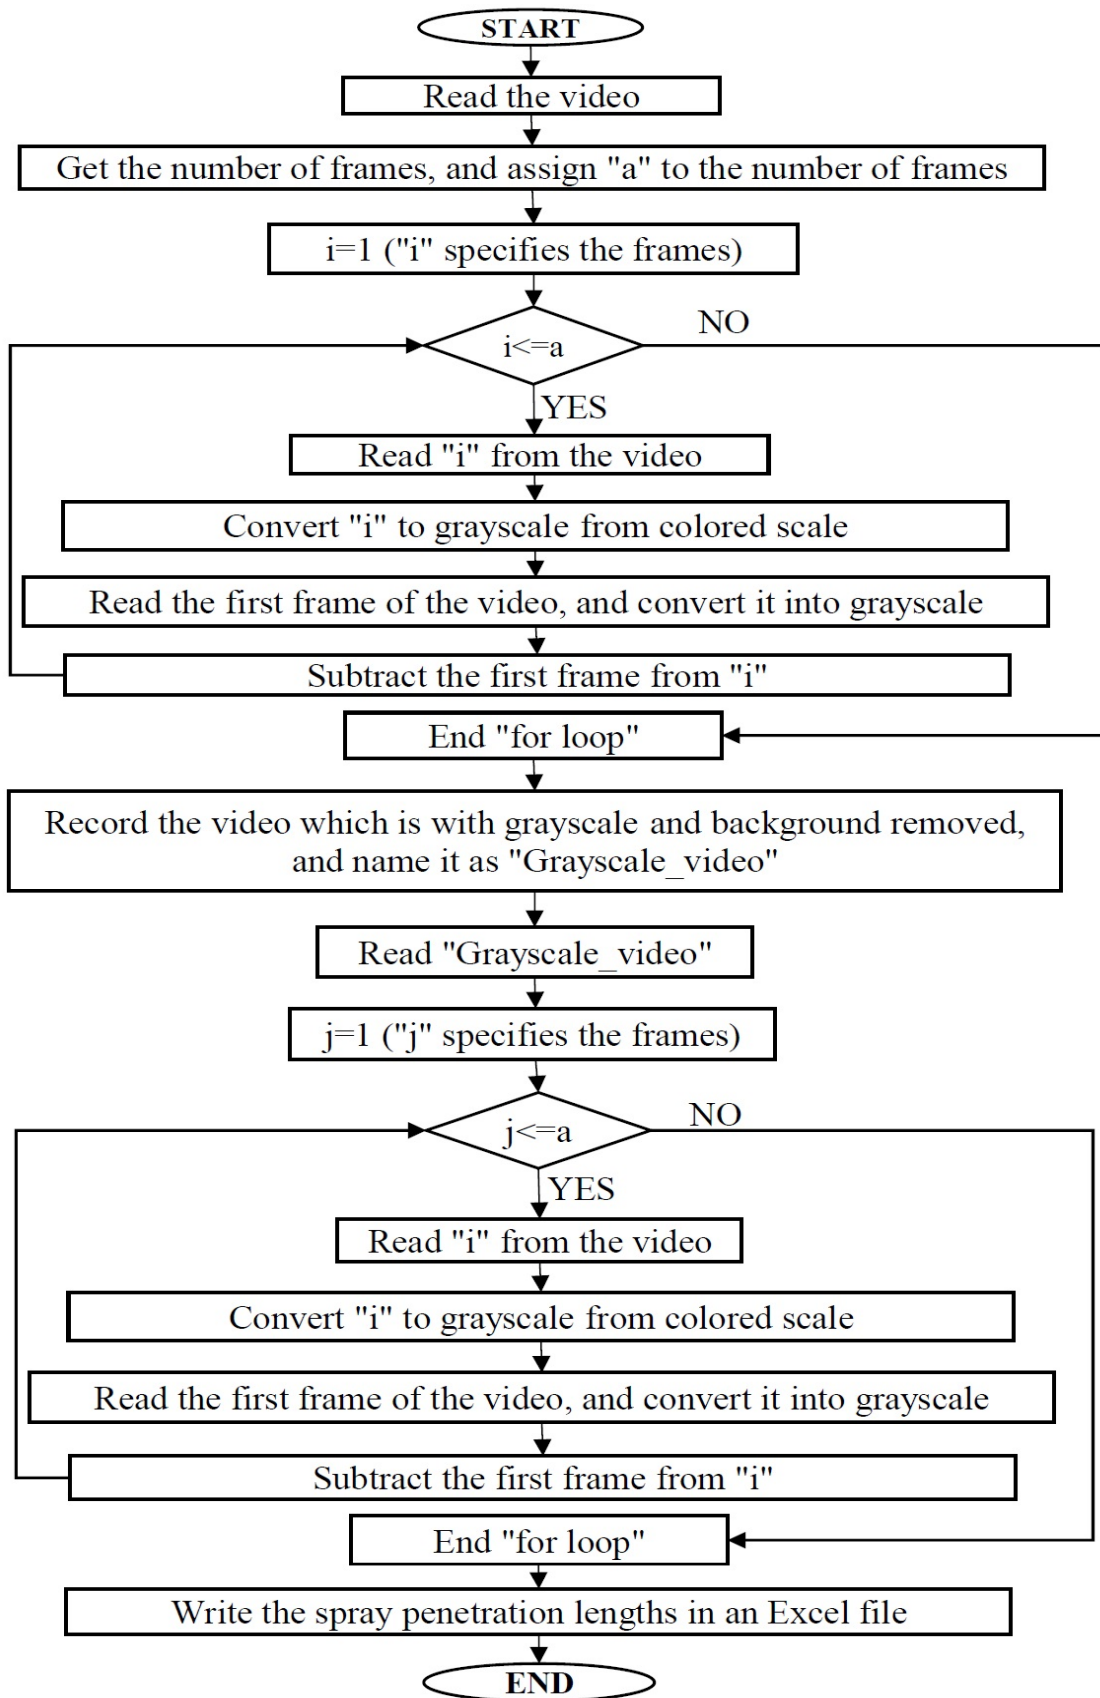 START
Read the video
Get the number of frames, and assign "a" to the number of frames
i=1 ("i" specifies the frames)
i<=a
NO
YES
Read "i" from the video
Convert "i" to grayscale from colored scale
Read the first frame of the video, and convert it into grayscale
Subtract the first frame from "i"
End "for loop"
Record the video which is with grayscale and background removed,
and name it as "Grayscale_video"
Read "Grayscale_video"
j=1 ("j" specifies the frames)
j<=a
NO
YES
Read "i" from the video
Convert "i" to grayscale from colored scale
Read the first frame of the video, and convert it into grayscale
Subtract the first frame from "i"
End "for loop"
Write the spray penetration lengths in an Excel file
END